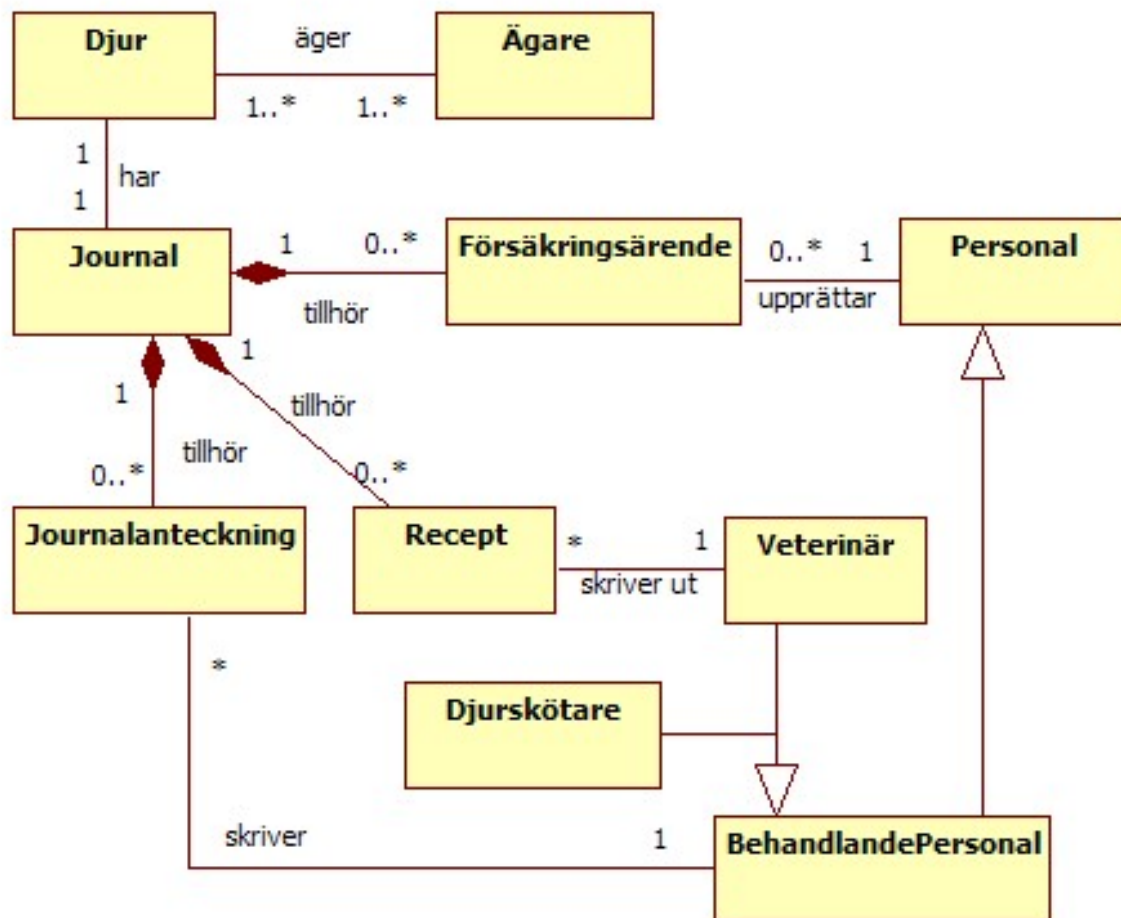 Djur
äger
Ägare
1..*
1..*
1
har
1
Journal
1
0..*
Försäkringsärende
0..*
1
Personal
tillhör
upprättar
1
1
tillhör
tillhör
0..*
0..*
Journalanteckning
Recept
*
1
Veterinär
skriver ut
*
Djurskötare
skriver
1
BehandlandePersonal